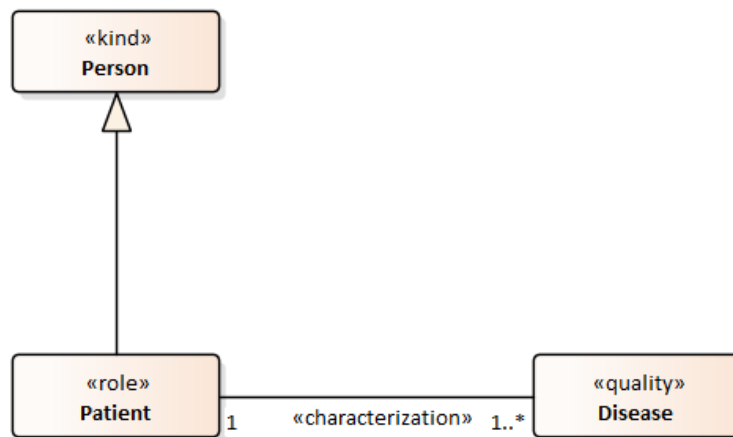 «kind»
Person
«role»
Patient
1
«characterization»
1..*
«quality»
Disease